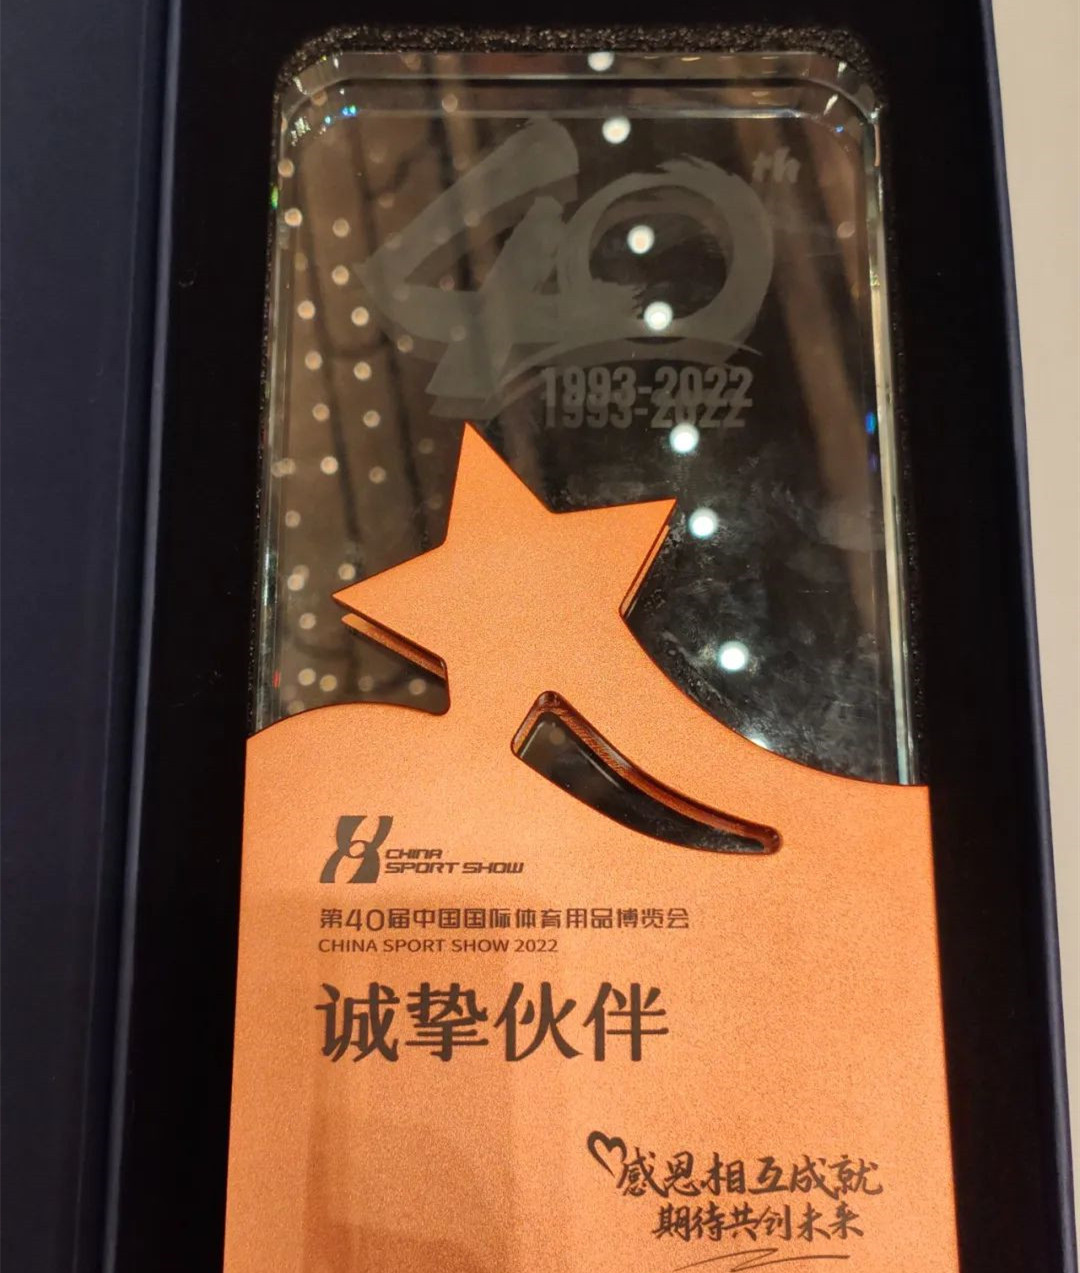 40th
1993-2022
CHINA
SPORT SHOW
第40届中国国际体育用品博览会
CHINA SPORT SHOW 2022
诚挚伙伴
感恩相互成就
期待共创未来